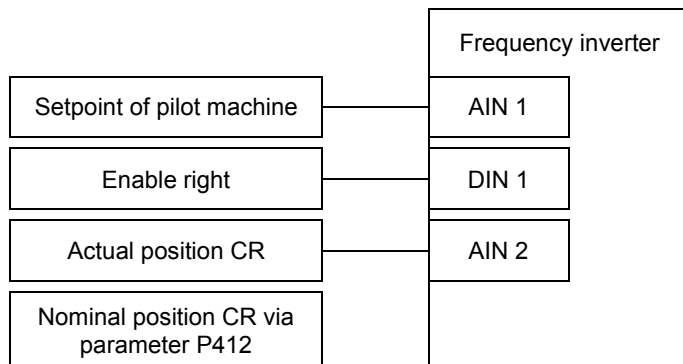 Frequency inverter
Setpoint of pilot machine
AIN 1
Enable right
DIN 1
Actual position CR
AIN 2
Nominal position CR via
parameter P412